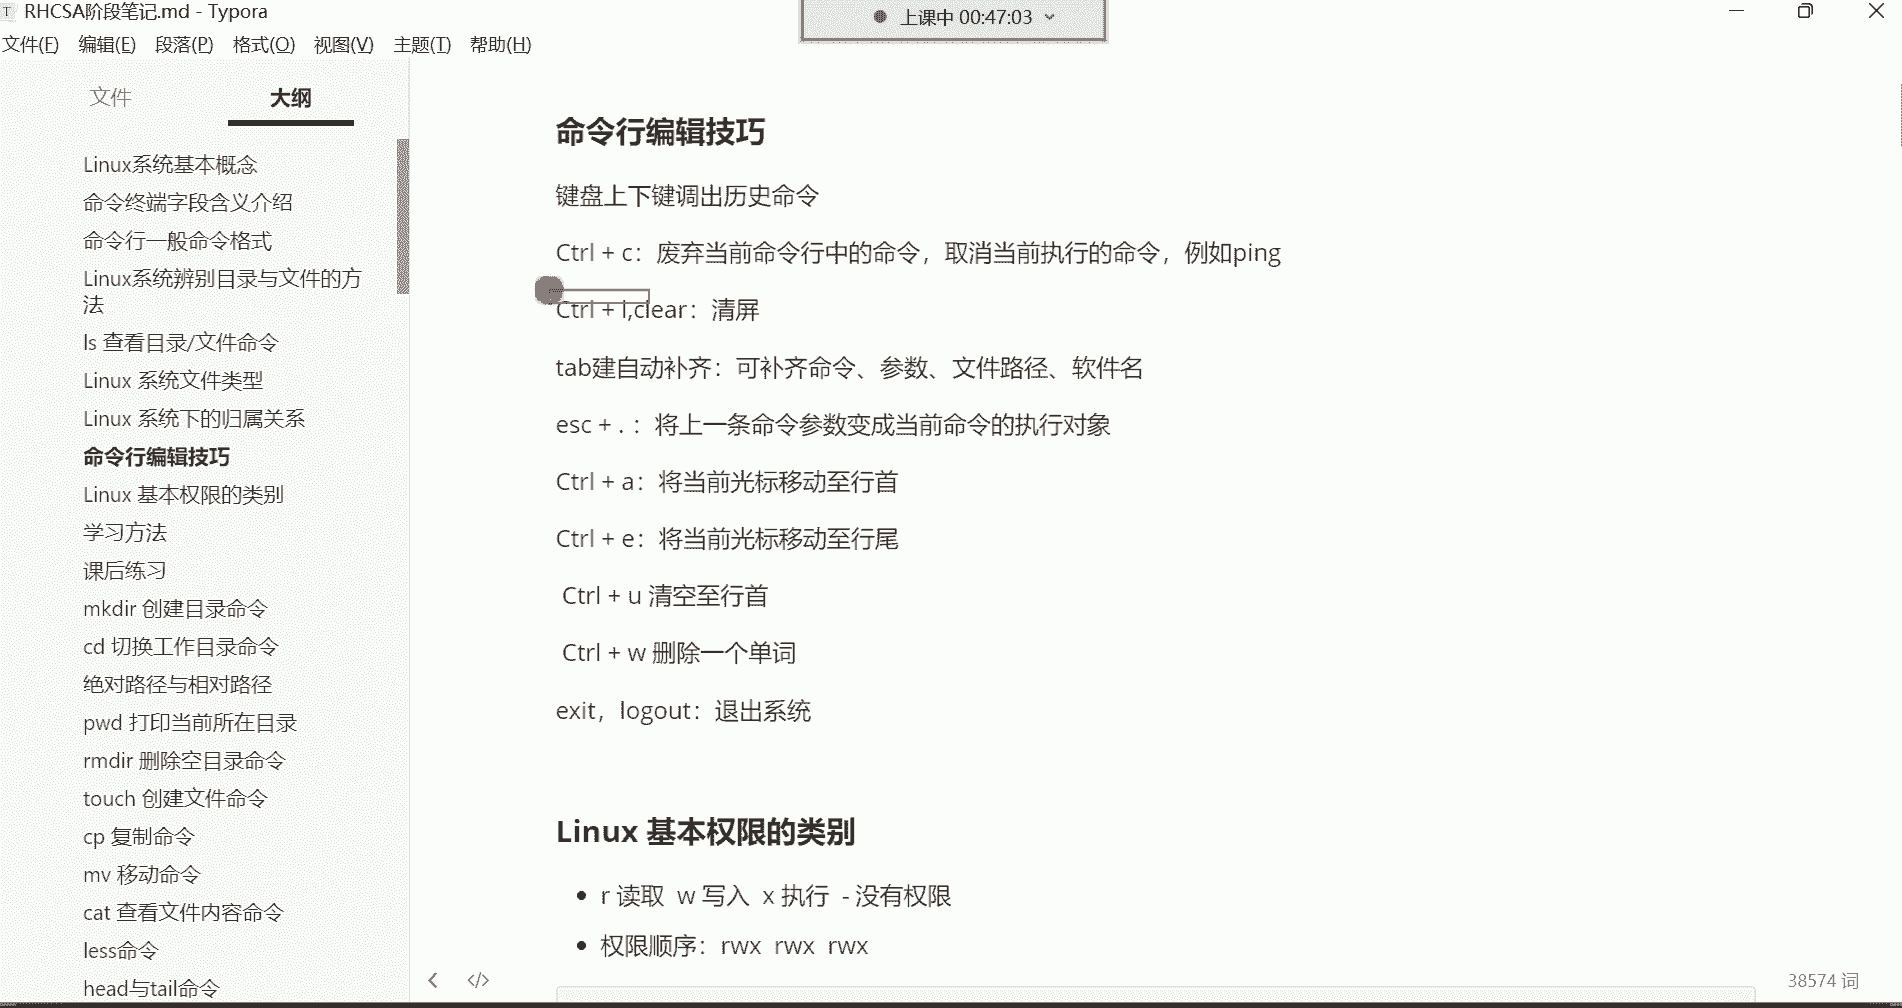 RHCSA阶段笔记.md - Typora
上课中 00:47:03
文件(F) 编辑(E) 段落(P) 格式(O) 视图(V) 主题(T) 帮助(H)
文件 大纲
Linux系统基本概念
命令终端字段含义介绍
命令行一般命令格式
Linux系统辨别目录与文件的方
法
ls 查看目录/文件命令
Linux 系统文件类型
Linux 系统下的归属关系
命令行编辑技巧
Linux 基本权限的类别
学习方法
课后练习
mkdir 创建目录命令
cd 切换工作目录命令
绝对路径与相对路径
pwd 打印当前所在目录
rmdir 删除空目录命令
touch 创建文件命令
cp 复制命令
mv 移动命令
cat 查看文件内容命令
less命令
head与tail命令
命令行编辑技巧
键盘上下键调出历史命令
Ctrl + c：废弃当前命令行中的命令，取消当前执行的命令，例如ping
Ctrl + l,clear：清屏
tab建自动补齐：可补齐命令、参数、文件路径、软件名
esc + . ：将上一条命令参数变成当前命令的执行对象
Ctrl + a：将当前光标移动至行首
Ctrl + e：将当前光标移动至行尾
Ctrl + u 清空至行首
Ctrl + w 删除一个单词
exit，logout：退出系统
Linux 基本权限的类别
r 读取 w 写入 x 执行 - 没有权限
权限顺序：rwx rwx rwx
38574 词